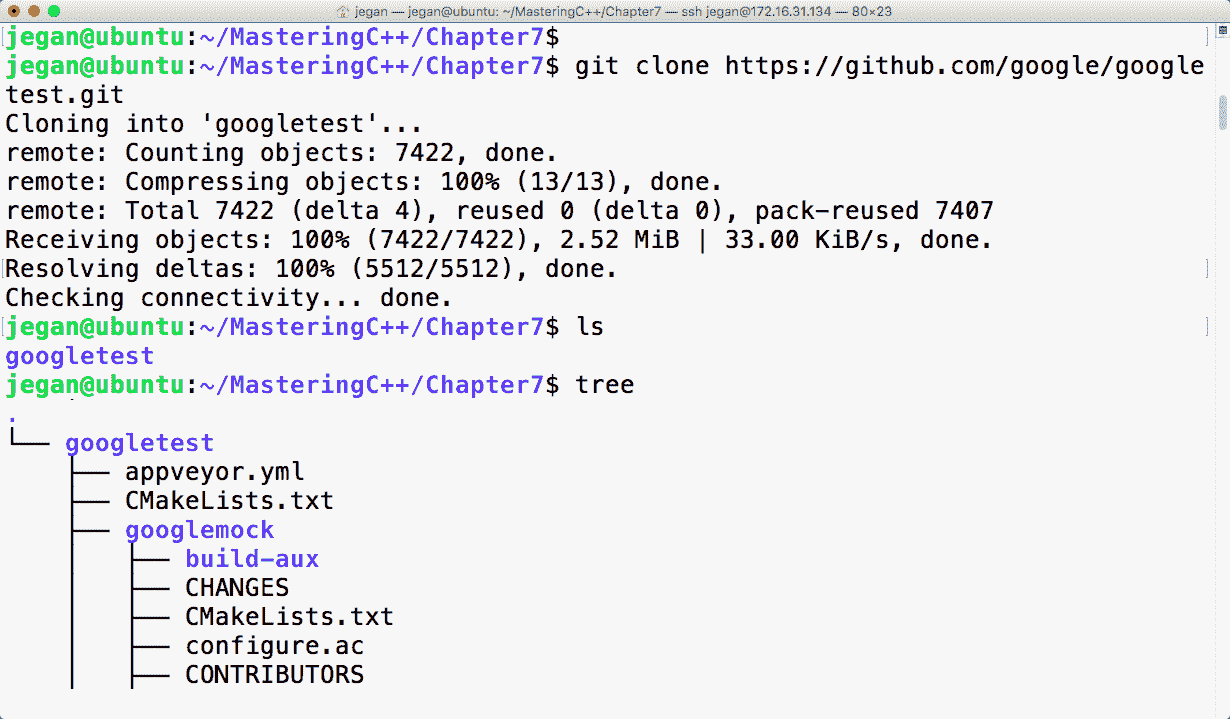 jegan — jegan@ubuntu: ~/MasteringC++/Chapter7 — ssh jegan@172.16.31.134 — 80×23
jegan@ubuntu:~/MasteringC++/Chapter7$
jegan@ubuntu:~/MasteringC++/Chapter7$ git clone https://github.com/google/google
test.git
Cloning into 'googletest'...
remote: Counting objects: 7422, done.
remote: Compressing objects: 100% (13/13), done.
remote: Total 7422 (delta 4), reused 0 (delta 0), pack-reused 7407
Receiving objects: 100% (7422/7422), 2.52 MiB | 33.00 KiB/s, done.
Resolving deltas: 100% (5512/5512), done.
Checking connectivity... done.
jegan@ubuntu:~/MasteringC++/Chapter7$ ls
googletest
jegan@ubuntu:~/MasteringC++/Chapter7$ tree
.
└── googletest
    ├── appveyor.yml
    ├── CMakeLists.txt
    ├── googlemock
    │   ├── build-aux
    │   ├── CHANGES
    │   ├── CMakeLists.txt
    │   ├── configure.ac
    │   ├── CONTRIBUTORS